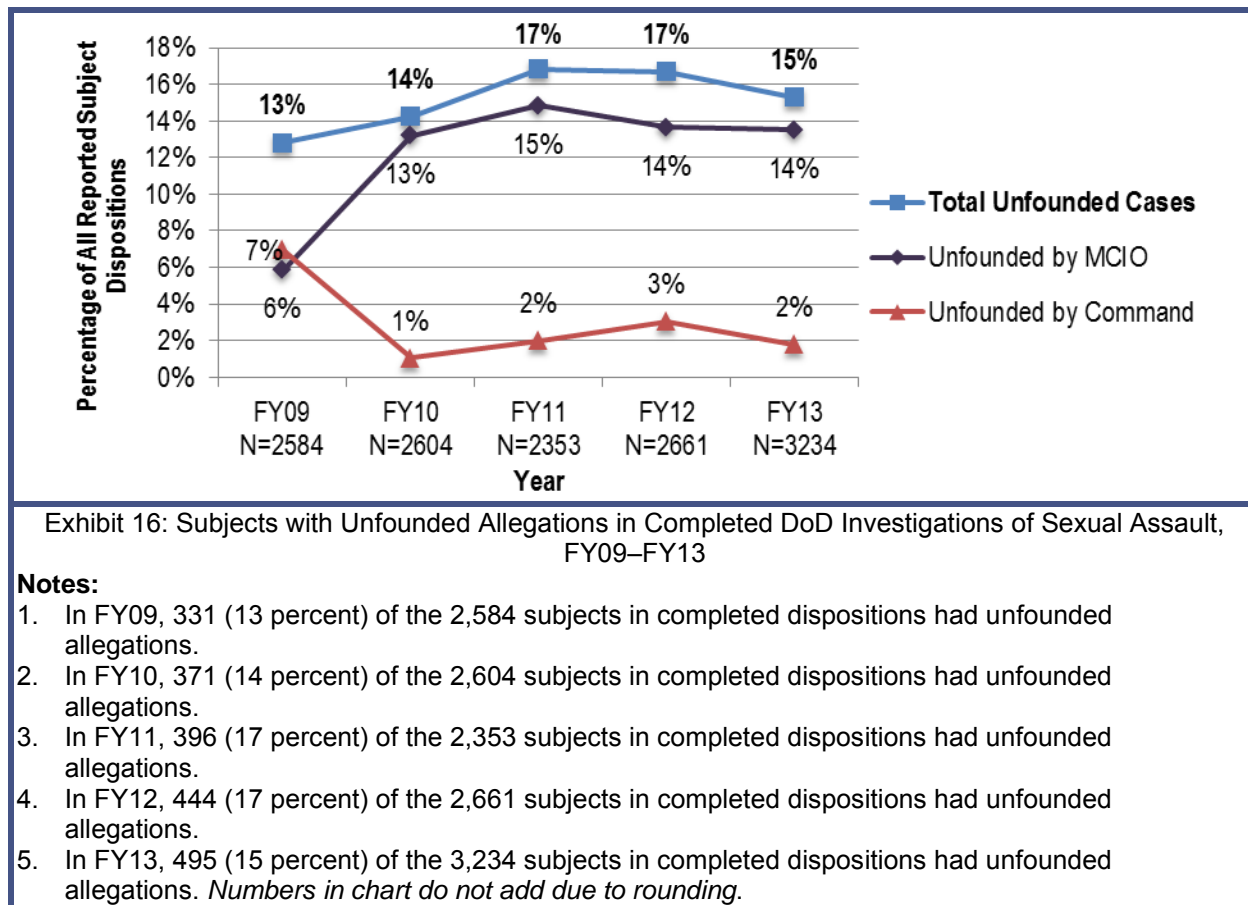 Percentage of All Reported Subject
Dispositions
18%
16%
14%
12%
10%
8%
6%
4%
2%
0%
13%
14%
17%
17%
15%
13%
15%
14%
14%
7%
6%
1%
2%
3%
2%
Total Unfounded Cases
Unfounded by MCIO
Unfounded by Command
FY09 FY10 FY11 FY12 FY13
N=2584 N=2604 N=2353 N=2661 N=3234
Year
Exhibit 16: Subjects with Unfounded Allegations in Completed DoD Investigations of Sexual Assault,
FY09–FY13
Notes:
1. In FY09, 331 (13 percent) of the 2,584 subjects in completed dispositions had unfounded
allegations.
2. In FY10, 371 (14 percent) of the 2,604 subjects in completed dispositions had unfounded
allegations.
3. In FY11, 396 (17 percent) of the 2,353 subjects in completed dispositions had unfounded
allegations.
4. In FY12, 444 (17 percent) of the 2,661 subjects in completed dispositions had unfounded
allegations.
5. In FY13, 495 (15 percent) of the 3,234 subjects in completed dispositions had unfounded
allegations. Numbers in chart do not add due to rounding.